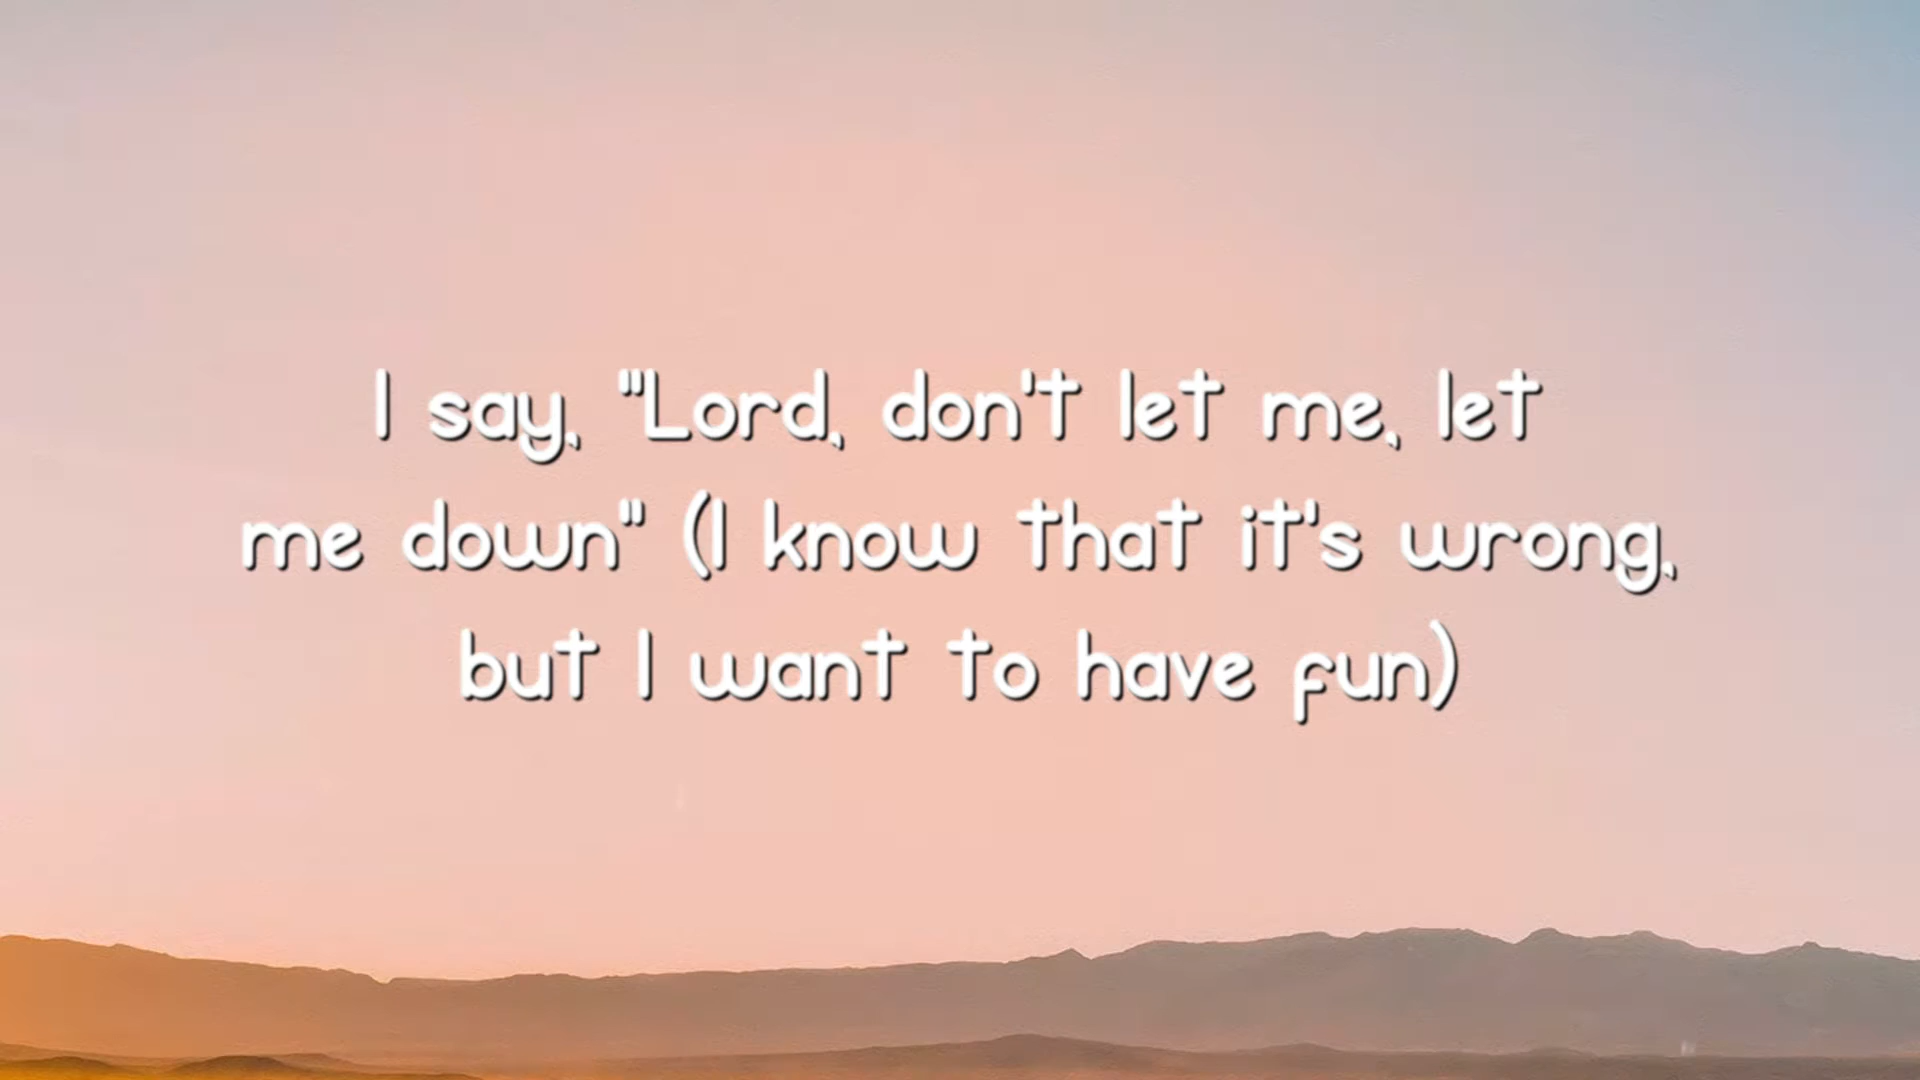 I say, "Lord, don't let me, let
me down" (I know that it's wrong,
but I want to have fun)